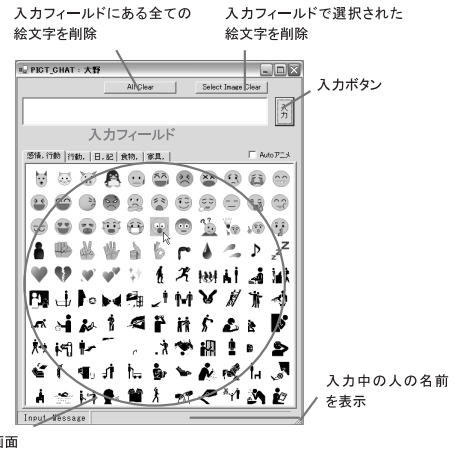 入力フィールドにある全ての
絵文字を削除
入力フィールドで選択された
絵文字を削除
PICT_CHAT : 大野
All Clear
Select Image Clear
入力ボタン
入力
入力フィールド
感情,行動 行動, 日,記 食物, 家具,
Autoアニメ
入力中の人の名前
を表示
Input Message
画面